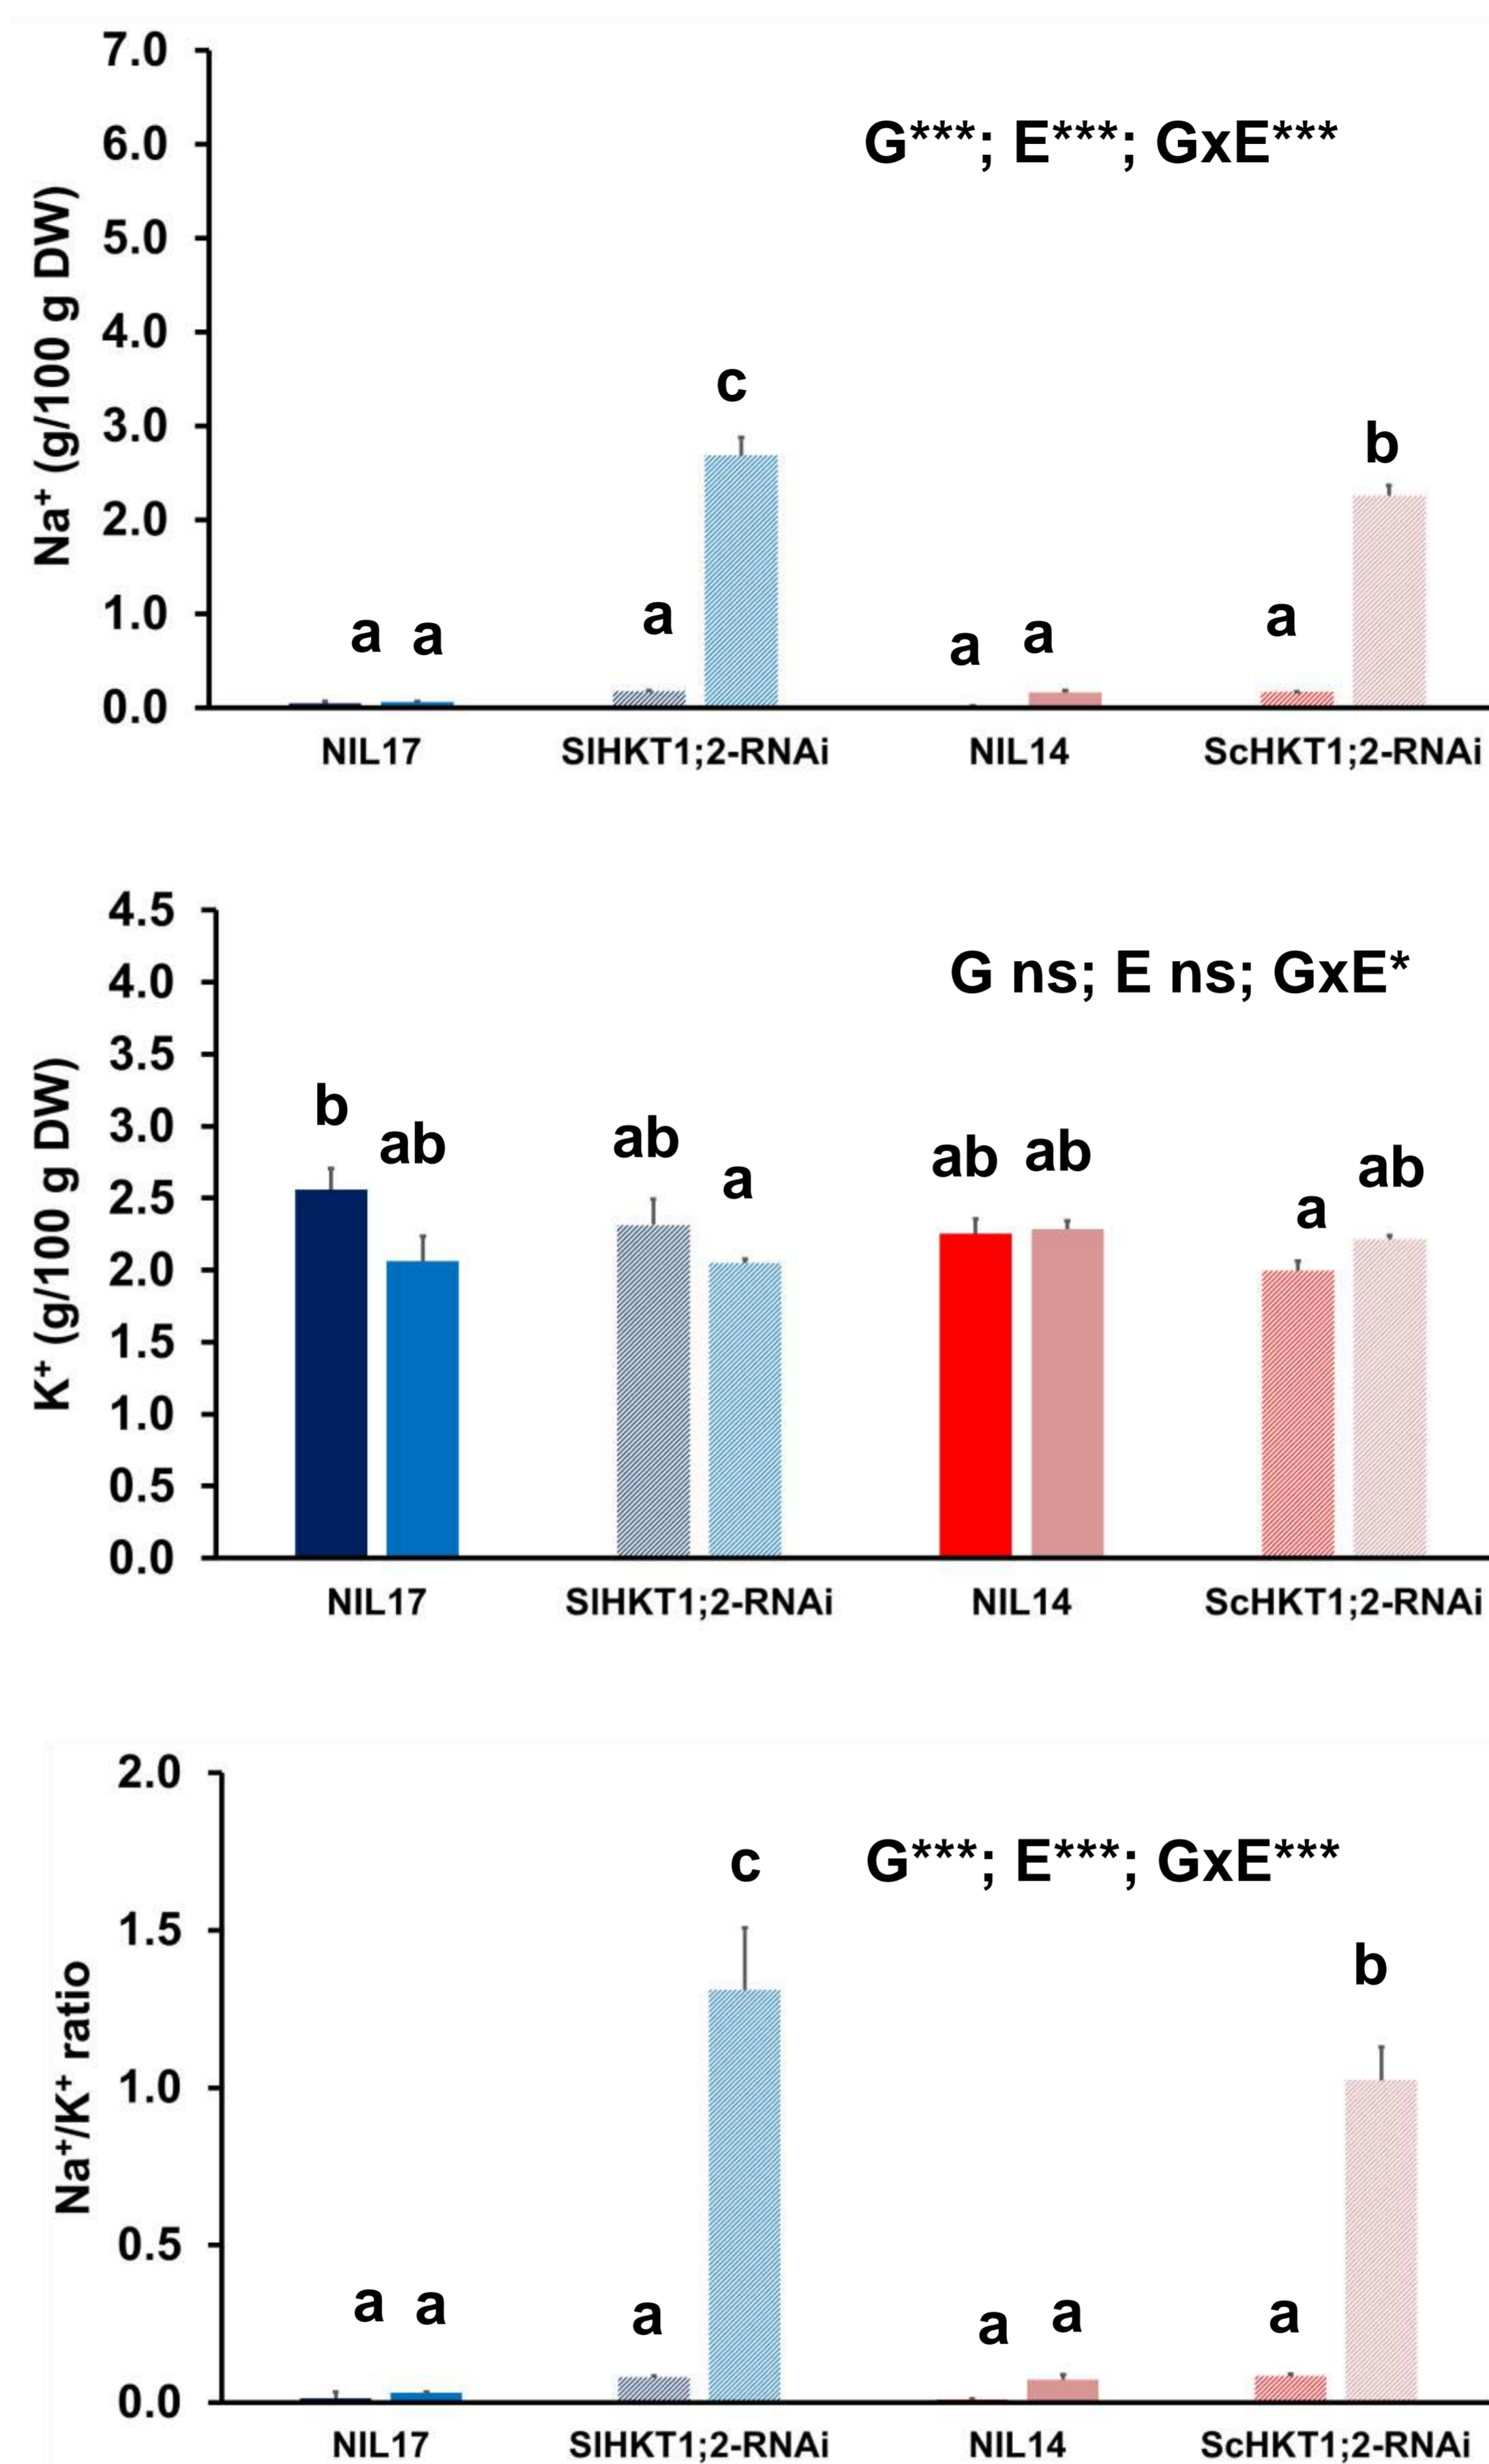 Na⁺ (g/100 g DW)
7.0
6.0
5.0
4.0
3.0
2.0
1.0
0.0
G***; E***; GxE***
a a
a
c
a
a
a
b
NIL17 SlHKT1;2-RNAi NIL14 ScHKT1;2-RNAi
K⁺ (g/100 g DW)
4.5
4.0
3.5
3.0
2.5
2.0
1.5
1.0
0.5
0.0
G ns; E ns; GxE*
b
ab
ab
a
ab ab
a
ab
NIL17 SlHKT1;2-RNAi NIL14 ScHKT1;2-RNAi
Na⁺/K⁺ ratio
2.0
1.5
1.0
0.5
0.0
G***; E***; GxE***
a a
a
c
a
a
a
b
NIL17 SlHKT1;2-RNAi NIL14 ScHKT1;2-RNAi